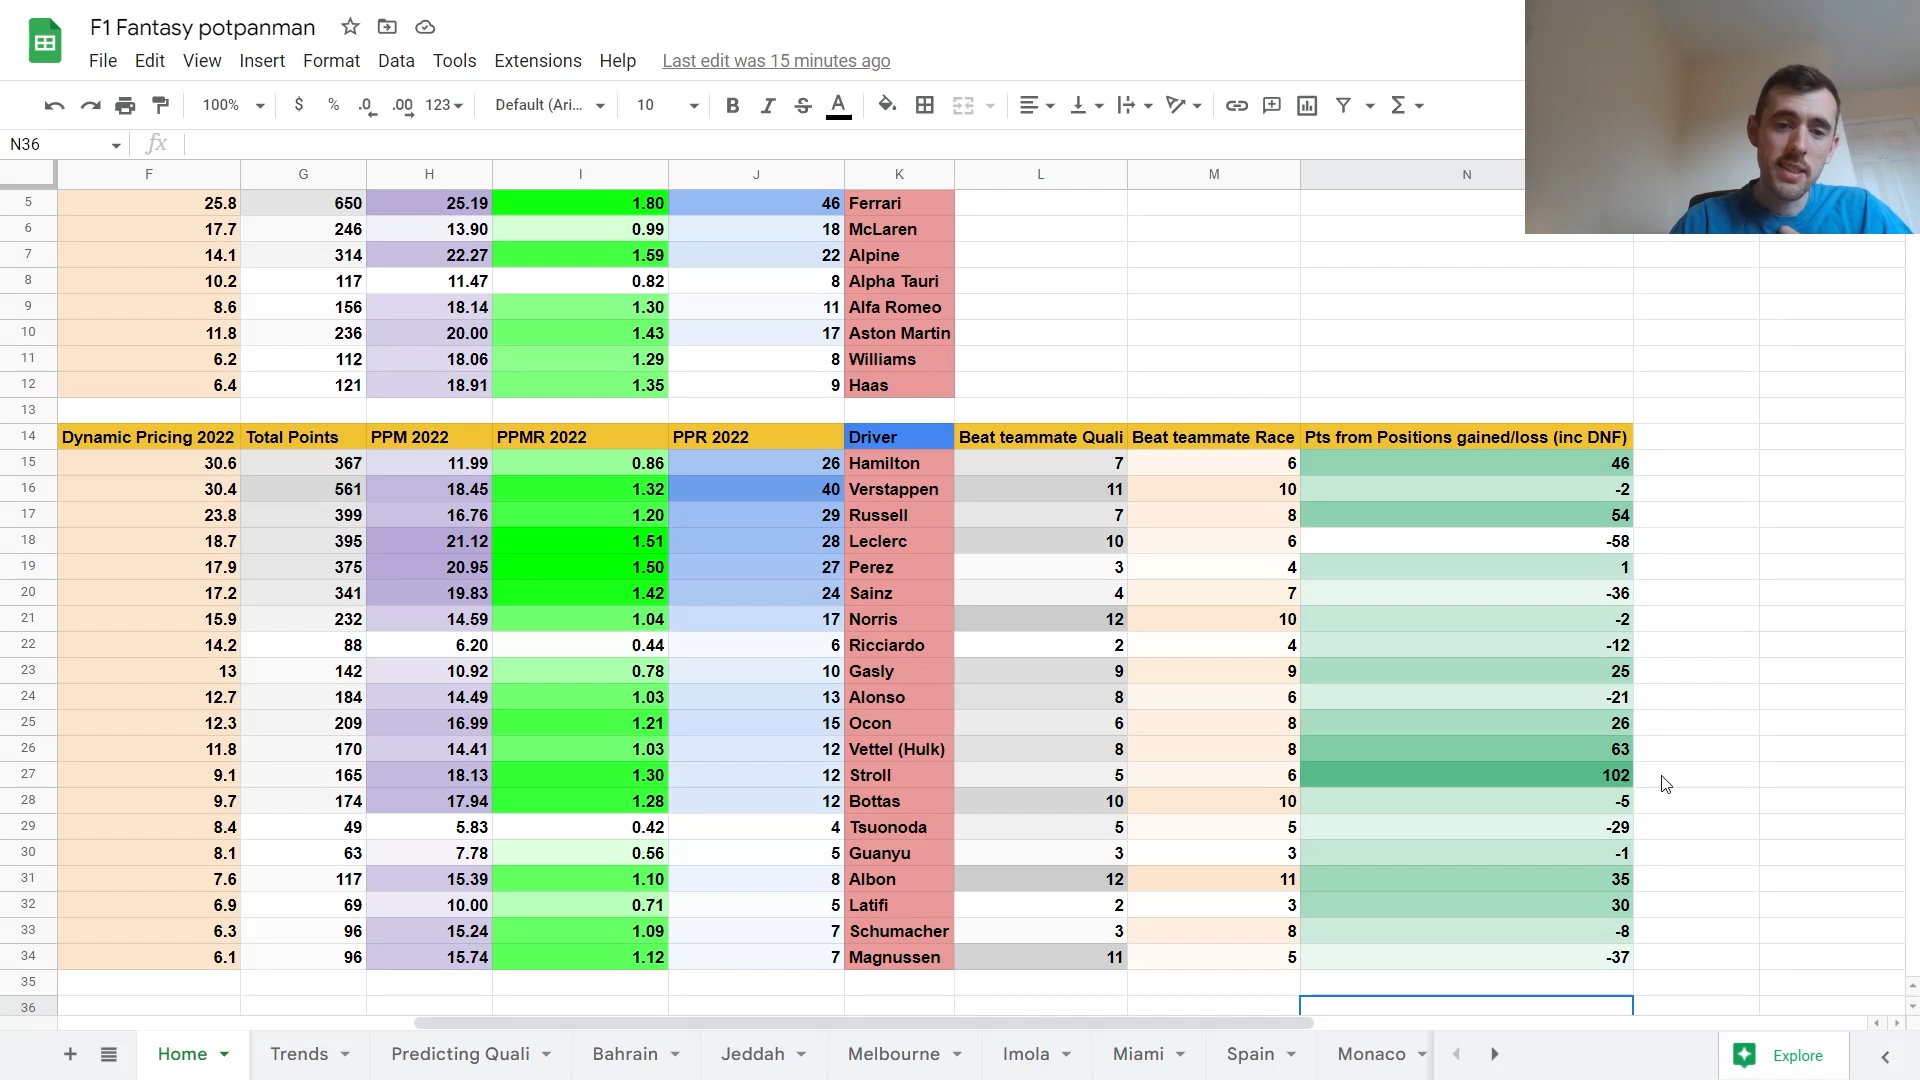 F1 Fantasy potpanman
File Edit View Insert Format Data Tools Extensions Help Last edit was 15 minutes ago
100% $ % .0 .00 123 Default (Ari... 10 B I S A
N36 fx
F G H I J K L M N
5 25.8 650 25.19 1.80 46 Ferrari
6 17.7 246 13.90 0.99 18 McLaren
7 14.1 314 22.27 1.59 22 Alpine
8 10.2 117 11.47 0.82 8 Alpha Tauri
9 8.6 156 18.14 1.30 11 Alfa Romeo
10 11.8 236 20.00 1.43 17 Aston Martin
11 6.2 112 18.06 1.29 8 Williams
12 6.4 121 18.91 1.35 9 Haas
13
14 Dynamic Pricing 2022 Total Points PPM 2022 PPMR 2022 PPR 2022 Driver Beat teammate Quali Beat teammate Race Pts from Positions gained/loss (inc DNF)
15 30.6 367 11.99 0.86 26 Hamilton 7 6 46
16 30.4 561 18.45 1.32 40 Verstappen 11 10 -2
17 23.8 399 16.76 1.20 29 Russell 7 8 54
18 18.7 395 21.12 1.51 28 Leclerc 10 6 -58
19 17.9 375 20.95 1.50 27 Perez 3 4 1
20 17.2 341 19.83 1.42 24 Sainz 4 7 -36
21 15.9 232 14.59 1.04 17 Norris 12 10 -2
22 14.2 88 6.20 0.44 6 Ricciardo 2 4 -12
23 13 142 10.92 0.78 10 Gasly 9 9 25
24 12.7 184 14.49 1.03 13 Alonso 8 6 -21
25 12.3 209 16.99 1.21 15 Ocon 6 8 26
26 11.8 170 14.41 1.03 12 Vettel (Hulk) 8 8 63
27 9.1 165 18.13 1.30 12 Stroll 5 6 102
28 9.7 174 17.94 1.28 12 Bottas 10 10 -5
29 8.4 49 5.83 0.42 4 Tsuonoda 5 5 -29
30 8.1 63 7.78 0.56 5 Guanyu 3 3 -1
31 7.6 117 15.39 1.10 8 Albon 12 11 35
32 6.9 69 10.00 0.71 5 Latifi 2 3 30
33 6.3 96 15.24 1.09 7 Schumacher 3 8 -8
34 6.1 96 15.74 1.12 7 Magnussen 11 5 -37
35
36
Home Trends Predicting Quali Bahrain Jeddah Melbourne Imola Miami Spain Monaco Explore